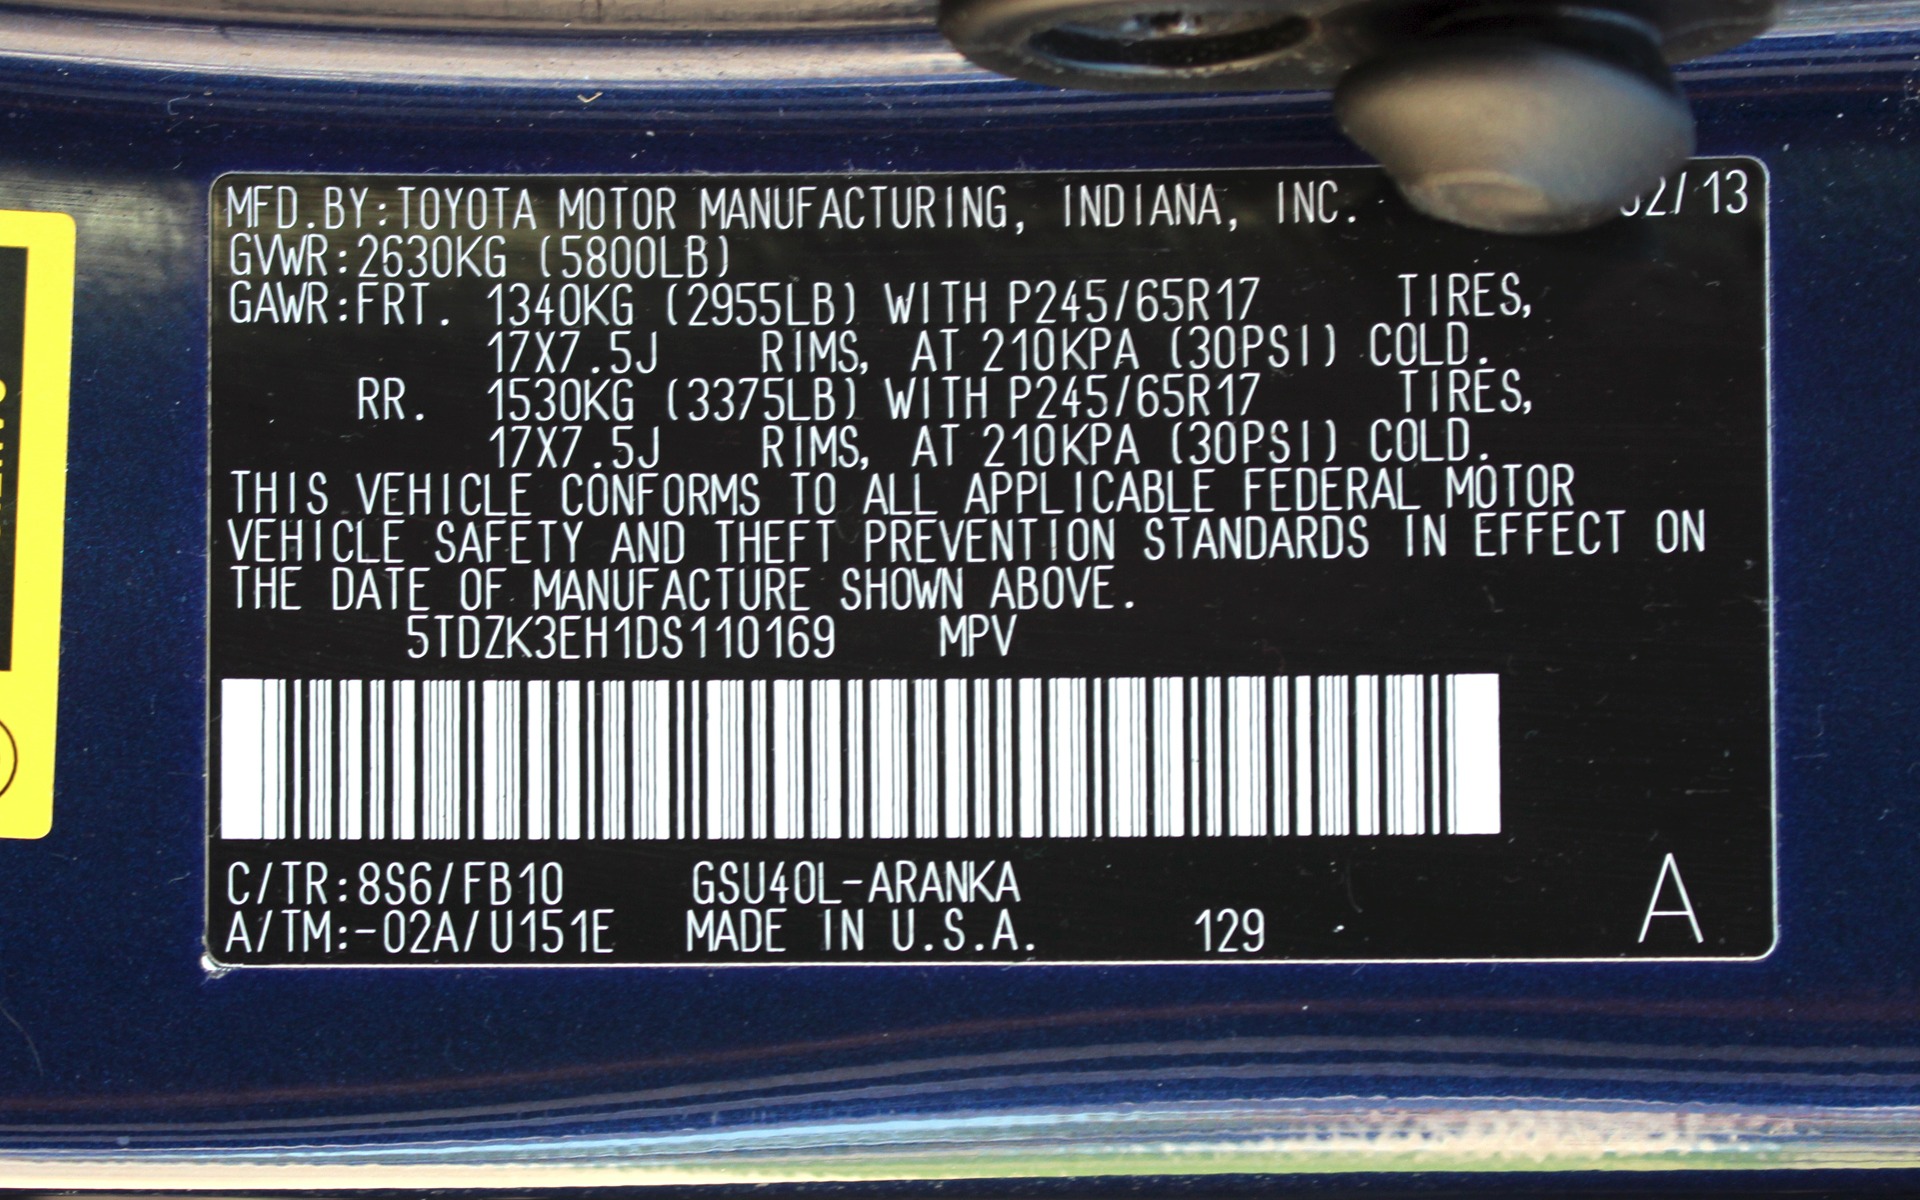 MFD.BY:TOYOTA MOTOR MANUFACTURING, INDIANA, INC. 02/13
GVWR:2630KG (5800LB)
GAWR:FRT. 1340KG (2955LB) WITH P245/65R17 TIRES,
17X7.5J RIMS, AT 210KPA (30PSI) COLD.
RR. 1530KG (3375LB) WITH P245/65R17 TIRES,
17X7.5J RIMS, AT 210KPA (30PSI) COLD.
THIS VEHICLE CONFORMS TO ALL APPLICABLE FEDERAL MOTOR
VEHICLE SAFETY AND THEFT PREVENTION STANDARDS IN EFFECT ON
THE DATE OF MANUFACTURE SHOWN ABOVE.
5TDZK3EH1DS110169 MPV
C/TR:8S6/FB10 GSU40L-ARANKA
A/TM:-02A/U151E MADE IN U.S.A. 129
A